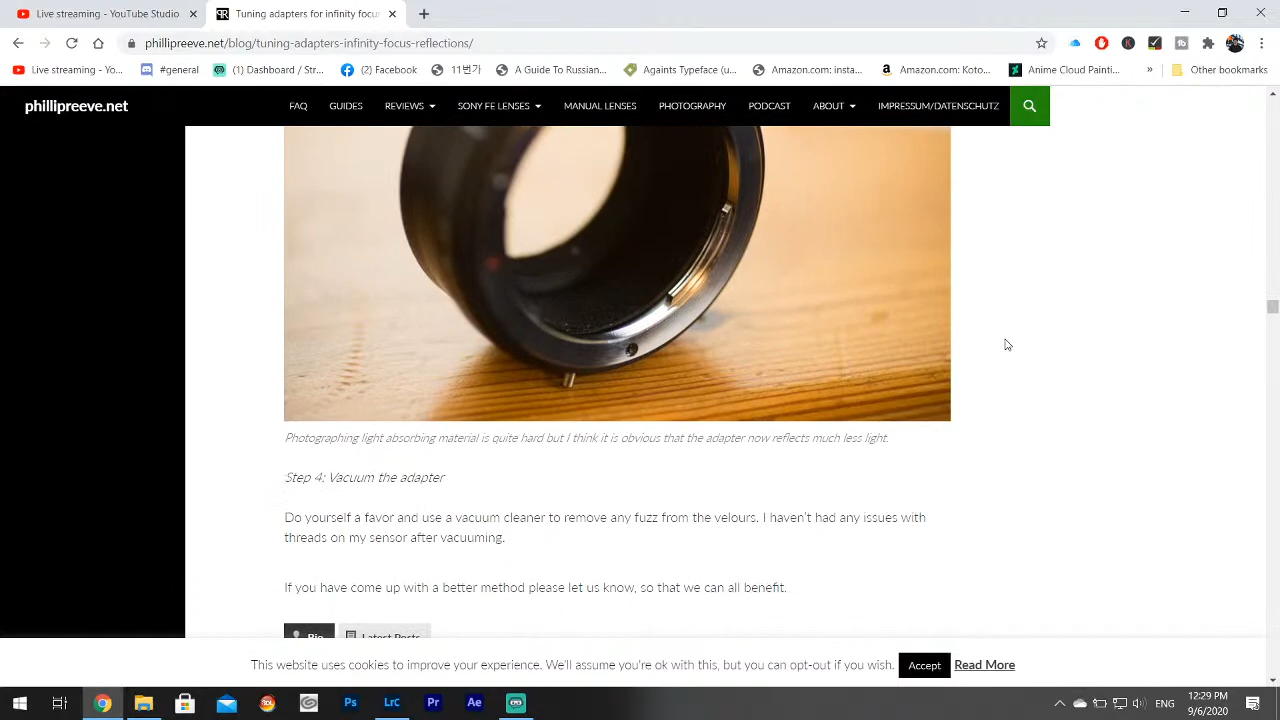 Live streaming - YouTube Studio
Tuning adapters for infinity focu
phillipreeve.net/blog/tuning-adapters-infinity-focus-reflections/
Live streaming - Yo...
#general
(1) Dashboard / Str...
(2) Facebook
11번가
A Guide To Russian...
Againts Typeface (u...
Amazon.com: insta...
Amazon.com: Koto...
Anime Cloud Painti...
»
Other bookmarks
phillipreeve.net
FAQ
GUIDES
REVIEWS
SONY FE LENSES
MANUAL LENSES
PHOTOGRAPHY
PODCAST
ABOUT
IMPRESSUM/DATENSCHUTZ
Photographing light absorbing material is quite hard but I think it is obvious that the adapter now reflects much less light.
Step 4: Vacuum the adapter
Do yourself a favor and use a vacuum cleaner to remove any fuzz from the velours. I haven't had any issues with
threads on my sensor after vacuuming.
If you have come up with a better method please let us know, so that we can all benefit.
Bio
Latest Posts
This website uses cookies to improve your experience. We'll assume you're ok with this, but you can opt-out if you wish.
Accept
Read More
Ps
Lrc
Pr
Ae
ENG
12:29 PM
9/6/2020